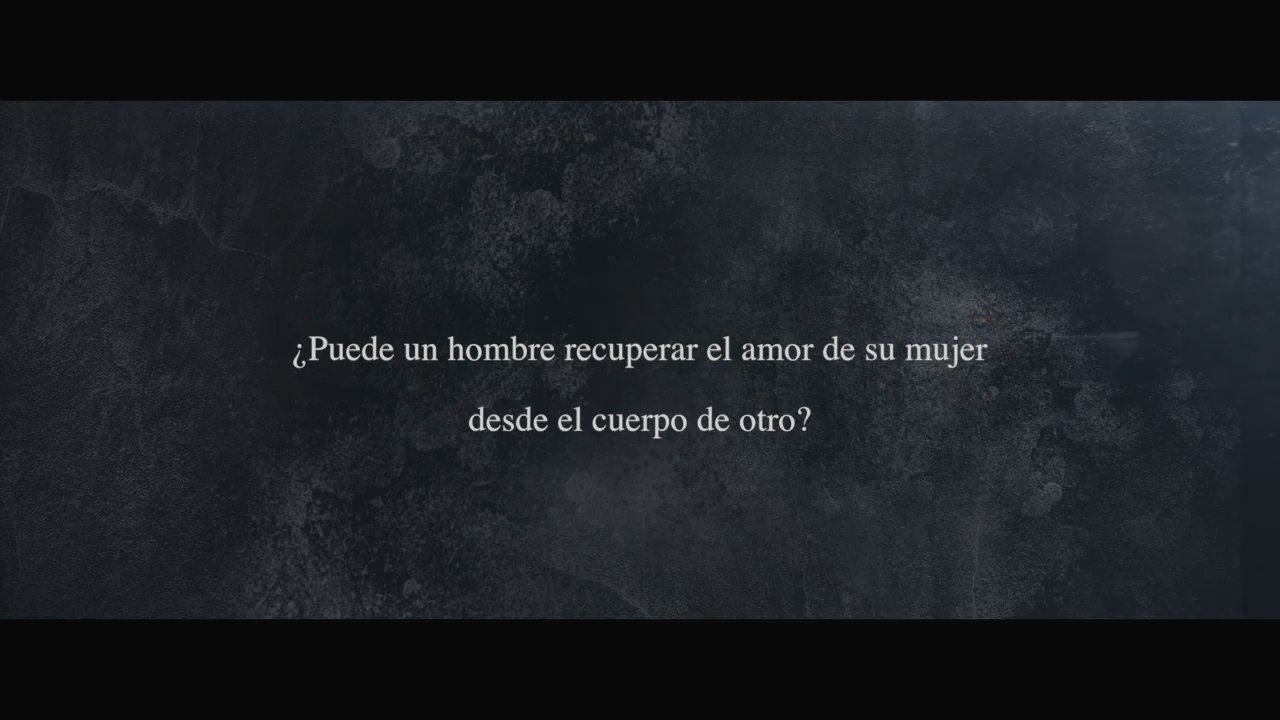 ¿Puede un hombre recuperar el amor de su mujer
desde el cuerpo de otro?